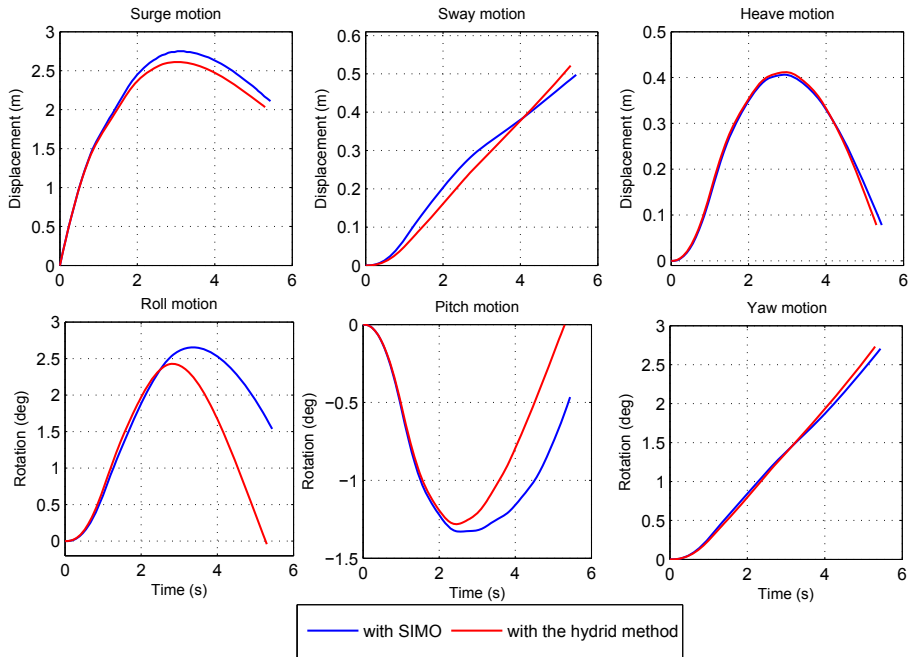 Surge motion
Sway motion
Heave motion
Displacement (m)
3
2.5
2
1.5
1
0.5
0
0 2 4 6
Displacement (m)
0.6
0.5
0.4
0.3
0.2
0.1
0
0 2 4 6
Displacement (m)
0.5
0.4
0.3
0.2
0.1
0
0 2 4 6
Roll motion
Pitch motion
Yaw motion
Rotation (deg)
3
2.5
2
1.5
1
0.5
0
0 2 4 6
Time (s)
Rotation (deg)
0
−0.5
−1
−1.5
0 2 4 6
Time (s)
Rotation (deg)
3
2.5
2
1.5
1
0.5
0
0 2 4 6
Time (s)
with SIMO with the hydrid method